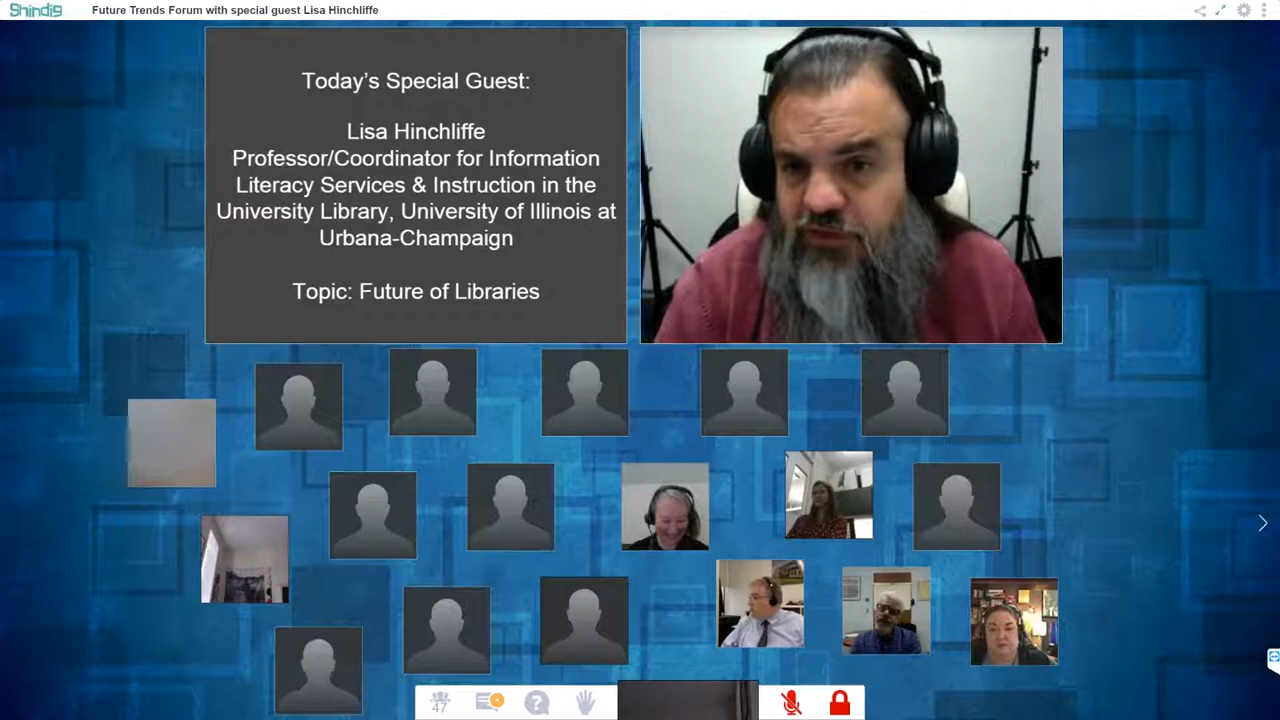 Shindig
Future Trends Forum with special guest Lisa Hinchliffe
Today's Special Guest:
Lisa Hinchliffe
Professor/Coordinator for Information
Literacy Services & Instruction in the
University Library, University of Illinois at
Urbana-Champaign
Topic: Future of Libraries
47